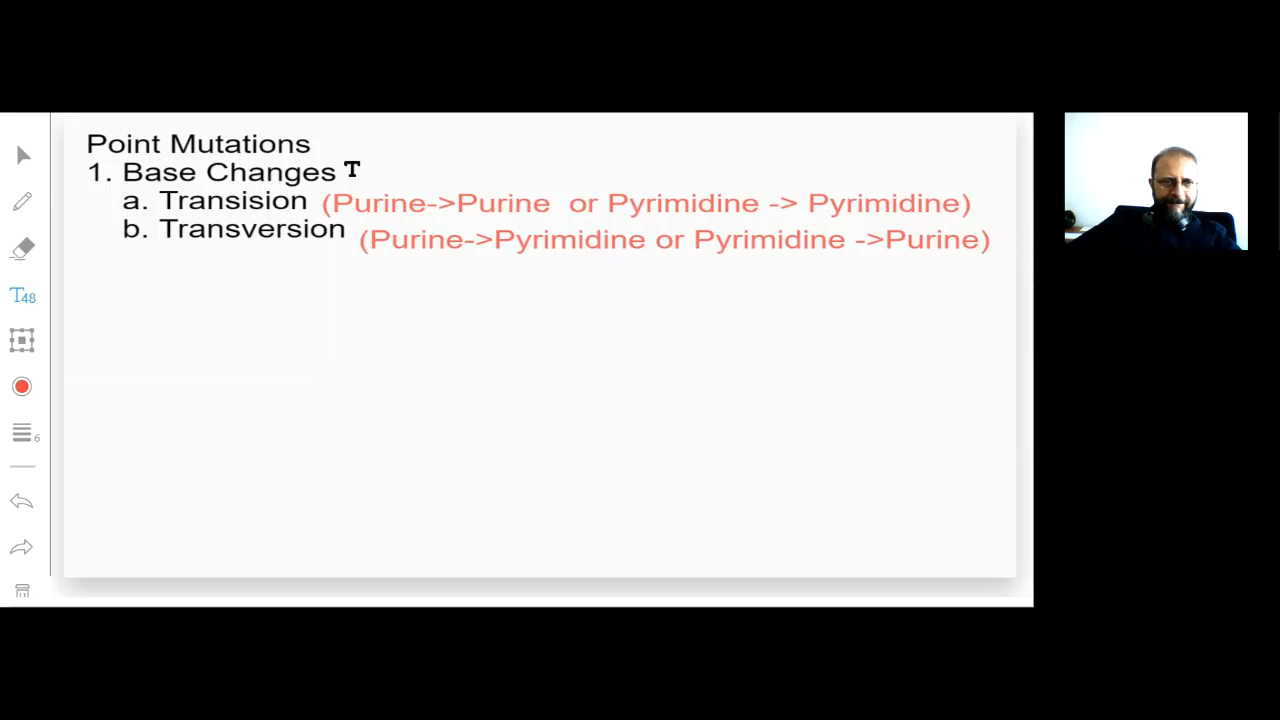 Point Mutations
1. Base Changes T
a. Transision (Purine->Purine or Pyrimidine -> Pyrimidine)
b. Transversion (Purine->Pyrimidine or Pyrimidine ->Purine)
T48
6